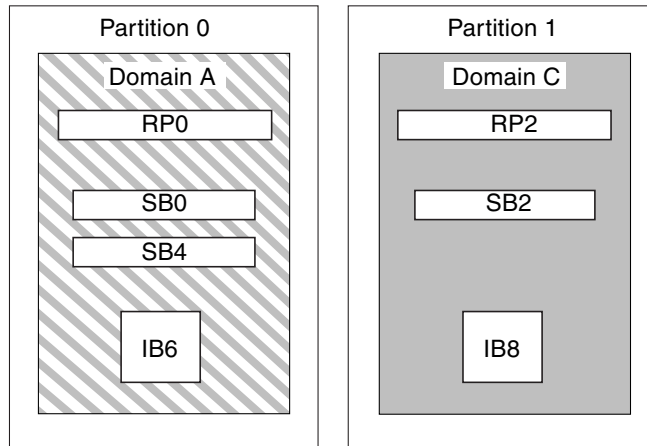 Partition 0
Domain A
RP0
SB0
SB4
IB6
Partition 1
Domain C
RP2
SB2
IB8